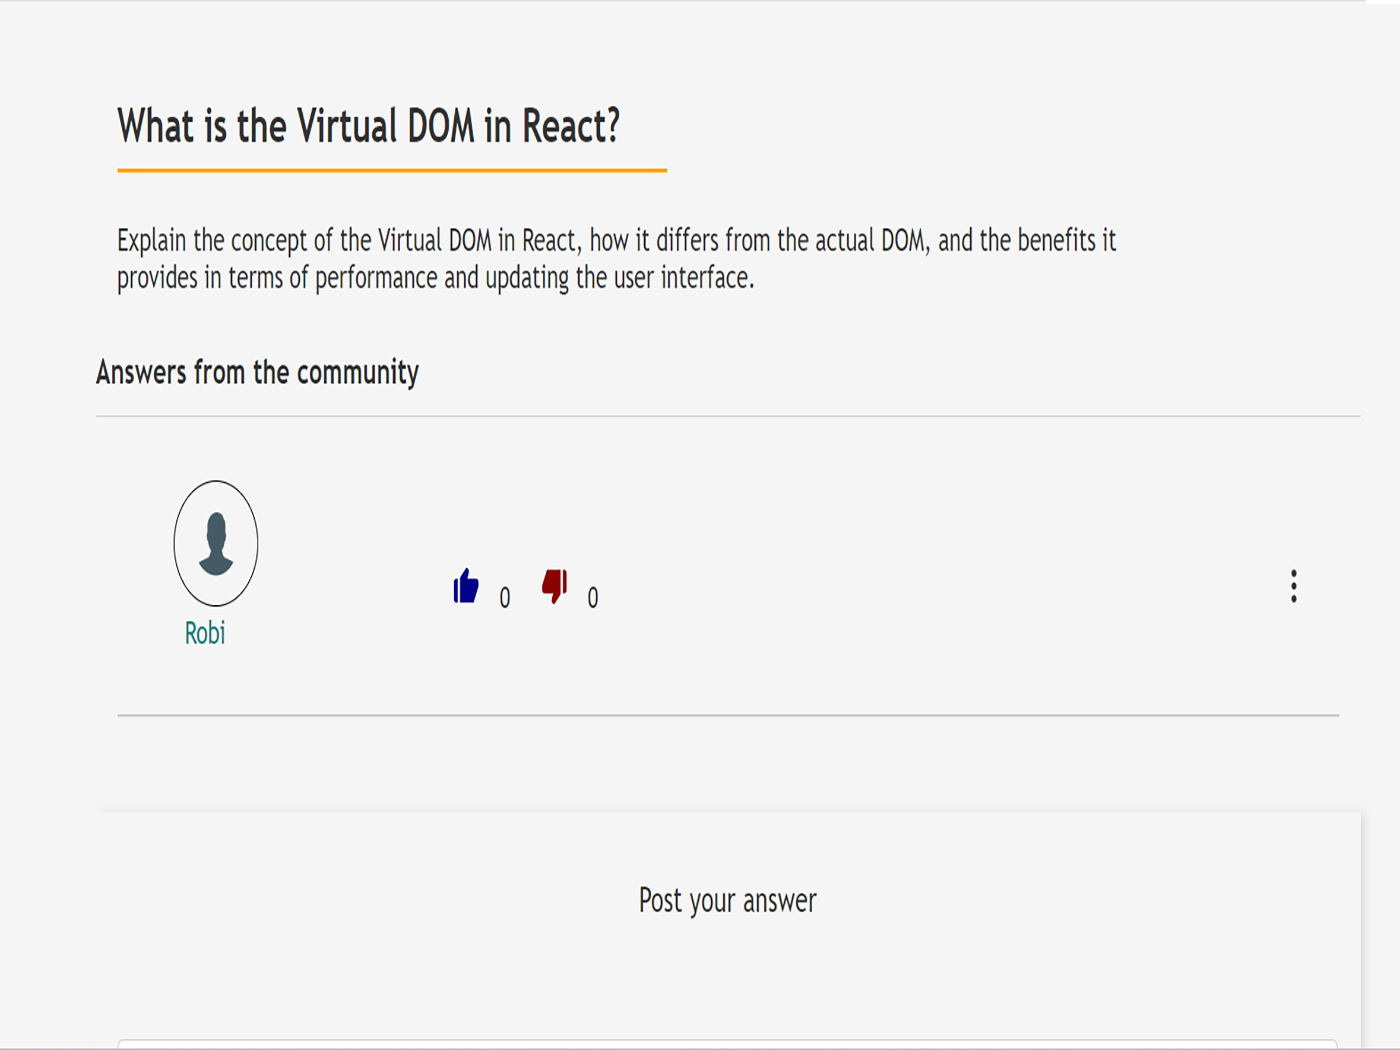 What is the Virtual DOM in React?
Explain the concept of the Virtual DOM in React, how it differs from the actual DOM, and the benefits it
provides in terms of performance and updating the user interface.
Answers from the community
0 0
Robi
Post your answer